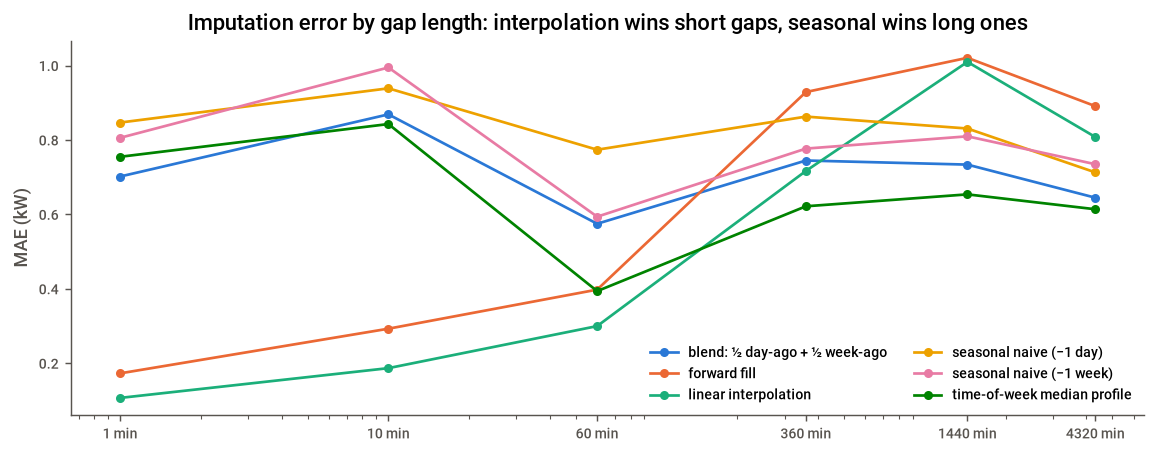 Imputation error by gap length: interpolation wins short gaps, seasonal wins long ones
MAE (kW)
1.0
0.8
0.6
0.4
0.2
1 min
10 min
60 min
360 min
1440 min
4320 min
blend: ½ day-ago + ½ week-ago
forward fill
linear interpolation
seasonal naive (−1 day)
seasonal naive (−1 week)
time-of-week median profile